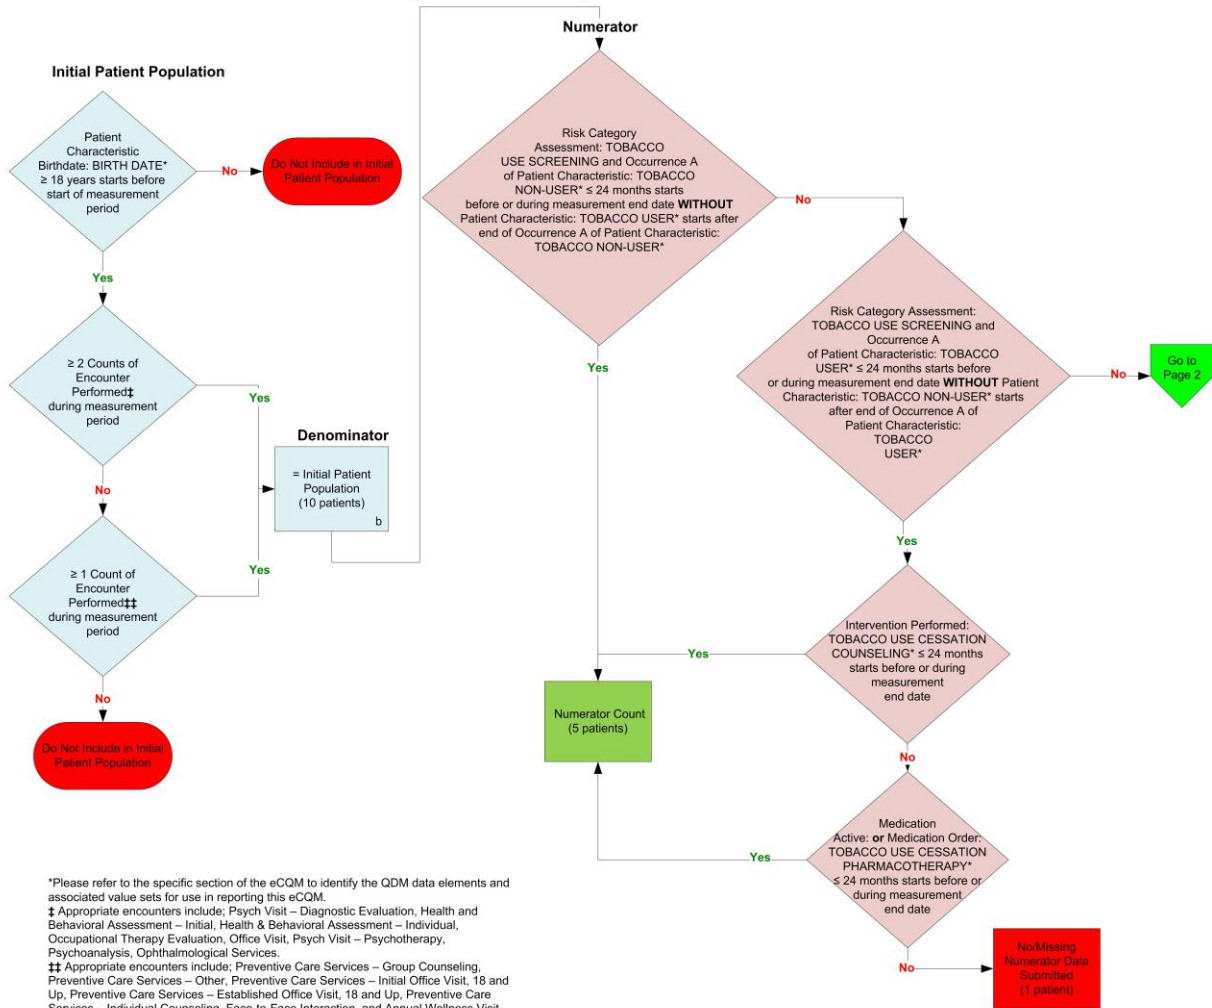 Numerator
Initial Patient Population
Patient
Characteristic
Birthdate: BIRTH DATE*
≥ 18 years starts before
start of measurement
period
No
Do Not Include in Initial
Patient Population
Yes
≥ 2 Counts of
Encounter
Performed‡
during measurement
period
Yes
No
≥ 1 Count of
Encounter
Performed‡‡
during measurement
period
Yes
No
Do Not Include in Initial
Patient Population
Denominator
= Initial Patient
Population
(10 patients)
b
Risk Category
Assessment: TOBACCO
USE SCREENING and Occurrence A
of Patient Characteristic: TOBACCO
NON-USER* ≤ 24 months starts
before or during measurement end date WITHOUT
Patient Characteristic: TOBACCO USER* starts after
end of Occurrence A of Patient Characteristic:
TOBACCO NON-USER*
No
Yes
Risk Category Assessment:
TOBACCO USE SCREENING and
Occurrence A
of Patient Characteristic: TOBACCO
USER* ≤ 24 months starts before
or during measurement end date WITHOUT Patient
Characteristic: TOBACCO NON-USER* starts
after end of Occurrence A of
Patient Characteristic:
TOBACCO
USER*
No
Go to
Page 2
Yes
Intervention Performed:
TOBACCO USE CESSATION
COUNSELING* ≤ 24 months
starts before or during
measurement
end date
Yes
Numerator Count
(5 patients)
No
Medication
Active: or Medication Order:
TOBACCO USE CESSATION
PHARMACOTHERAPY*
≤ 24 months starts before or
during measurement
end date
Yes
No
No/Missing
Numerator Data
Submitted
(1 patient)
*Please refer to the specific section of the eCQM to identify the QDM data elements and
associated value sets for use in reporting this eCQM.
‡ Appropriate encounters include; Psych Visit – Diagnostic Evaluation, Health and
Behavioral Assessment – Initial, Health & Behavioral Assessment – Individual,
Occupational Therapy Evaluation, Office Visit, Psych Visit – Psychotherapy,
Psychoanalysis, Ophthalmological Services.
‡‡ Appropriate encounters include; Preventive Care Services – Group Counseling,
Preventive Care Services – Other, Preventive Care Services – Initial Office Visit, 18 and
Up, Preventive Care Services – Established Office Visit, 18 and Up, Preventive Care
Services – Individual Counseling, Face-to-Face Interaction, and Annual Wellness Visit